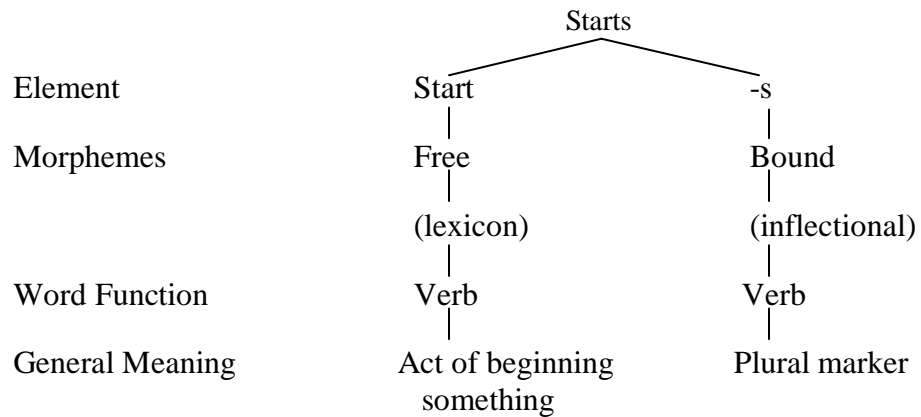 Starts
Element Start -s
Morphemes Free Bound
(lexicon) (inflectional)
Word Function Verb Verb
General Meaning Act of beginning Plural marker
something